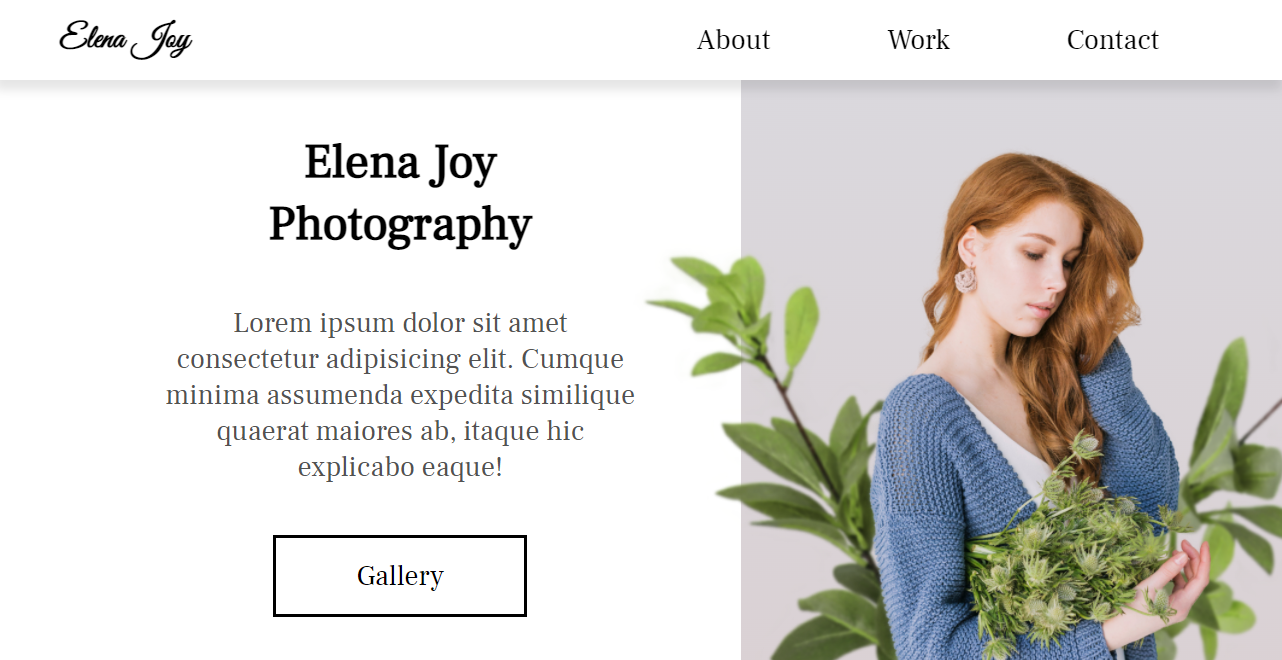 Elena Joy
About
Work
Contact
Elena Joy
Photography
Lorem ipsum dolor sit amet
consectetur adipisicing elit. Cumque
minima assumenda expedita similique
quaerat maiores ab, itaque hic
explicabo eaque!
Gallery